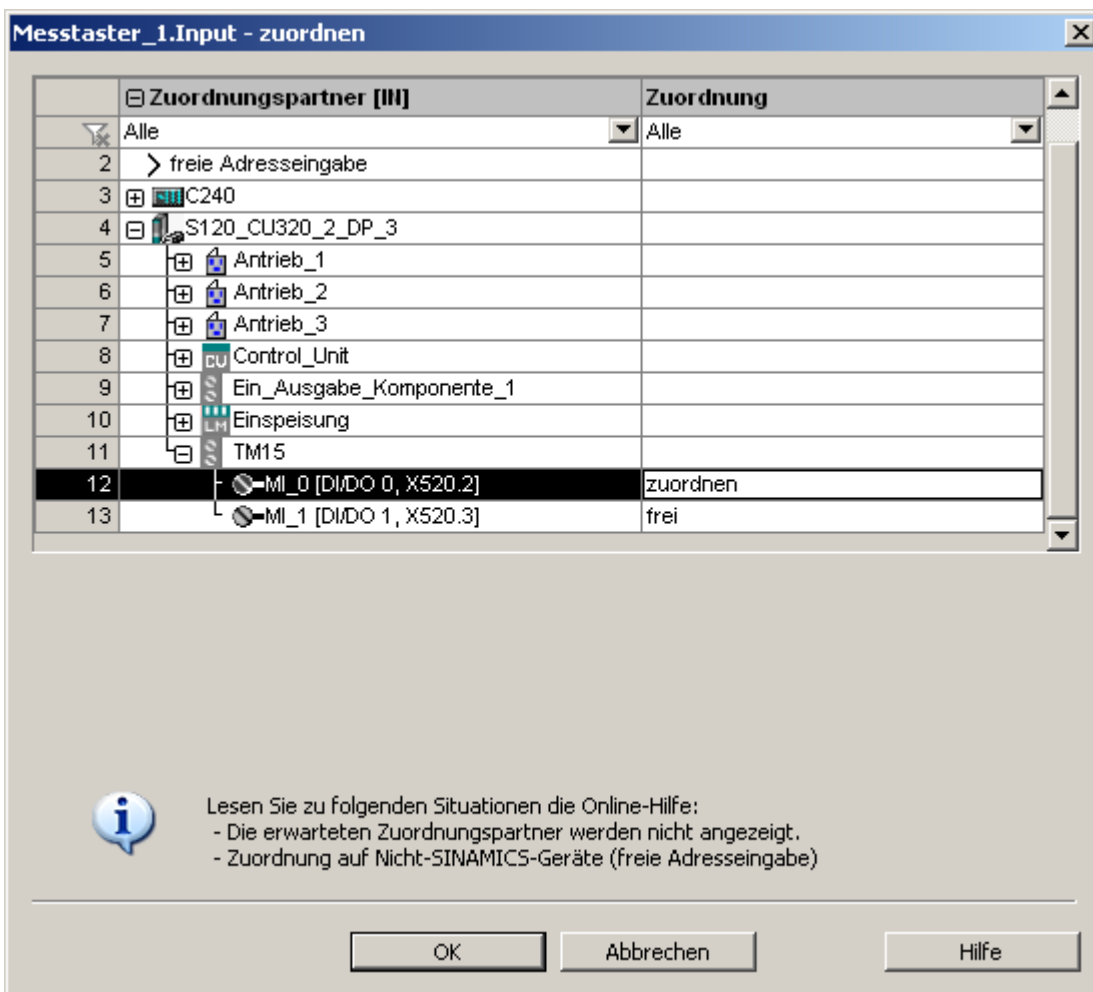 Messtaster_1.Input - zuordnen
Zuordnungspartner [IN] Zuordnung
Alle Alle
2 freie Adresseingabe
3 C240
4 S120_CU320_2_DP_3
5 Antrieb_1
6 Antrieb_2
7 Antrieb_3
8 CU Control_Unit
9 Ein_Ausgabe_Komponente_1
10 LM Einspeisung
11 TM15
12 MI_0 [DI/DO 0, X520.2] zuordnen
13 MI_1 [DI/DO 1, X520.3] frei
Lesen Sie zu folgenden Situationen die Online-Hilfe:
- Die erwarteten Zuordnungspartner werden nicht angezeigt.
- Zuordnung auf Nicht-SINAMICS-Geräte (freie Adresseingabe)
OK Abbrechen Hilfe